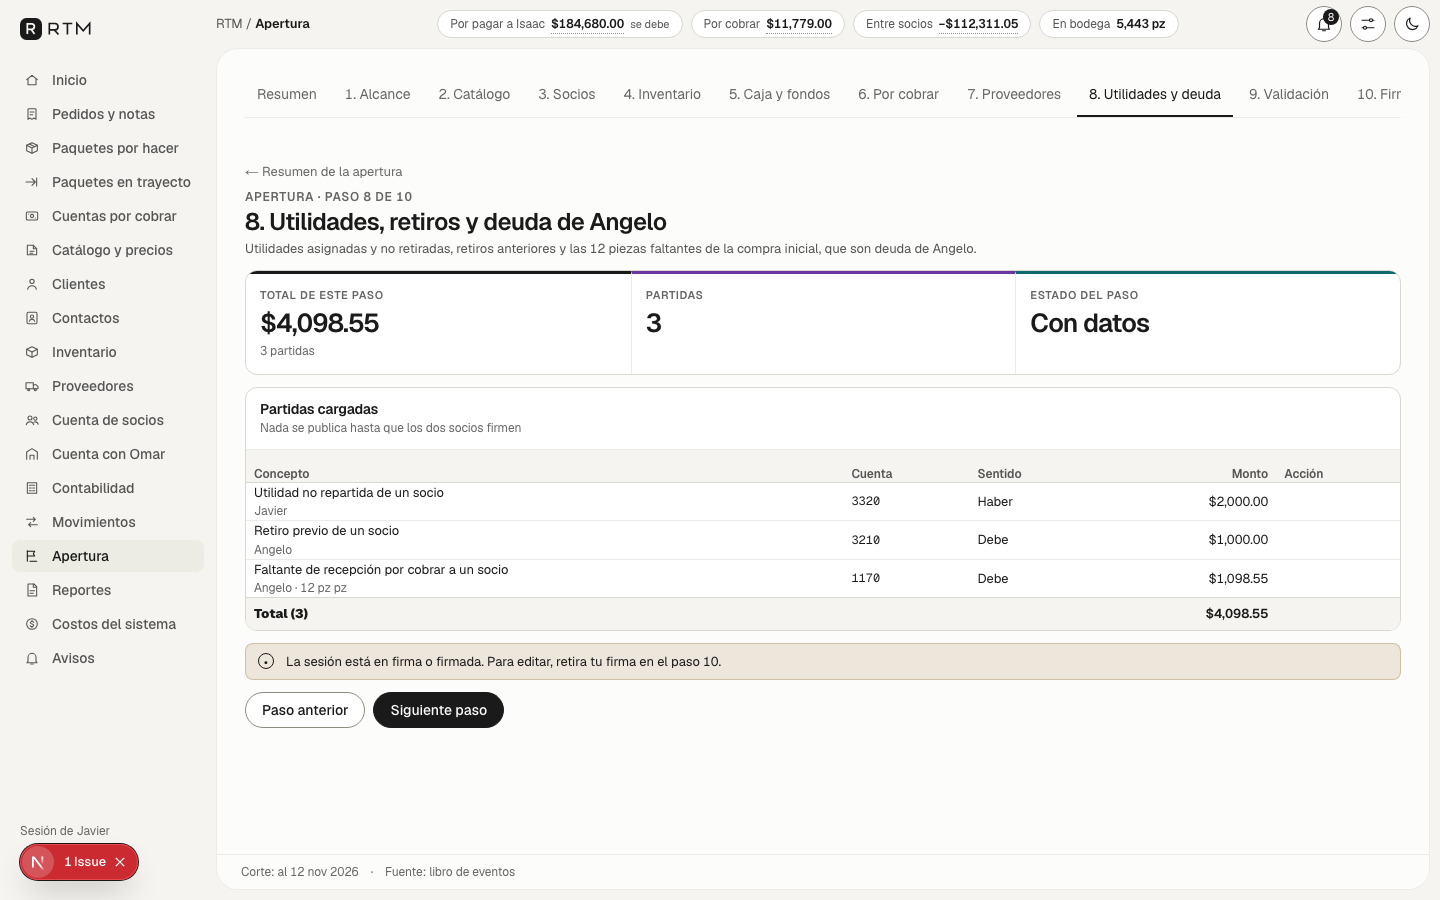 R RTM
RTM / Apertura
Por pagar a Isaac $184,680.00 se debe
Por cobrar $11,779.00
Entre socios −$112,311.05
En bodega 5,443 pz
8
Inicio
Pedidos y notas
Paquetes por hacer
Paquetes en trayecto
Cuentas por cobrar
Catálogo y precios
Clientes
Contactos
Inventario
Proveedores
Cuenta de socios
Cuenta con Omar
Contabilidad
Movimientos
Apertura
Reportes
Costos del sistema
Avisos
Sesión de Javier
N 1 Issue
Resumen 1. Alcance 2. Catálogo 3. Socios 4. Inventario 5. Caja y fondos 6. Por cobrar 7. Proveedores 8. Utilidades y deuda 9. Validación 10. Firr
← Resumen de la apertura
APERTURA · PASO 8 DE 10
8. Utilidades, retiros y deuda de Angelo
Utilidades asignadas y no retiradas, retiros anteriores y las 12 piezas faltantes de la compra inicial, que son deuda de Angelo.
TOTAL DE ESTE PASO
$4,098.55
3 partidas
PARTIDAS
3
ESTADO DEL PASO
Con datos
Partidas cargadas
Nada se publica hasta que los dos socios firmen
Concepto Cuenta Sentido Monto Acción
Utilidad no repartida de un socio 3320 Haber $2,000.00
Javier
Retiro previo de un socio 3210 Debe $1,000.00
Angelo
Faltante de recepción por cobrar a un socio 1170 Debe $1,098.55
Angelo · 12 pz pz
Total (3) $4,098.55
La sesión está en firma o firmada. Para editar, retira tu firma en el paso 10.
Paso anterior Siguiente paso
Corte: al 12 nov 2026 · Fuente: libro de eventos